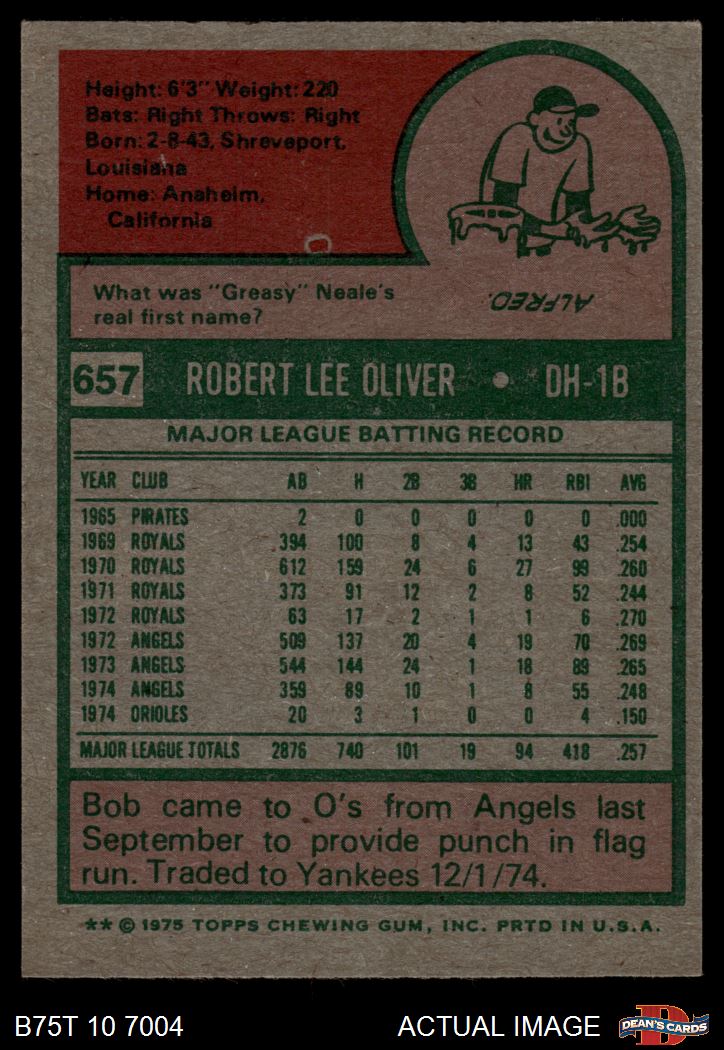 Height: 6'3" Weight: 220
Bats: Right Throws: Right
Born: 2-8-43, Shreveport,
Louisiana
Home: Anaheim,
California
What was "Greasy" Neale's
real first name?
ALFRED.
657 ROBERT LEE OLIVER • DH-1B
MAJOR LEAGUE BATTING RECORD
YEAR CLUB AB H 2B 3B HR RBI AVG
1965 PIRATES 2 0 0 0 0 0 .000
1969 ROYALS 394 100 8 4 13 43 .254
1970 ROYALS 612 159 24 6 27 99 .260
1971 ROYALS 373 91 12 2 8 52 .244
1972 ROYALS 63 17 2 1 1 6 .270
1972 ANGELS 509 137 20 4 19 70 .269
1973 ANGELS 544 144 24 1 18 89 .265
1974 ANGELS 359 89 10 1 8 55 .248
1974 ORIOLES 20 3 1 0 0 4 .150
MAJOR LEAGUE TOTALS 2876 740 101 19 94 418 .257
Bob came to O's from Angels last
September to provide punch in flag
run. Traded to Yankees 12/1/74.
** © 1975 TOPPS CHEWING GUM, INC. PRTD IN U.S.A.
B75T 10 7004 ACTUAL IMAGE DEAN'S CARDS